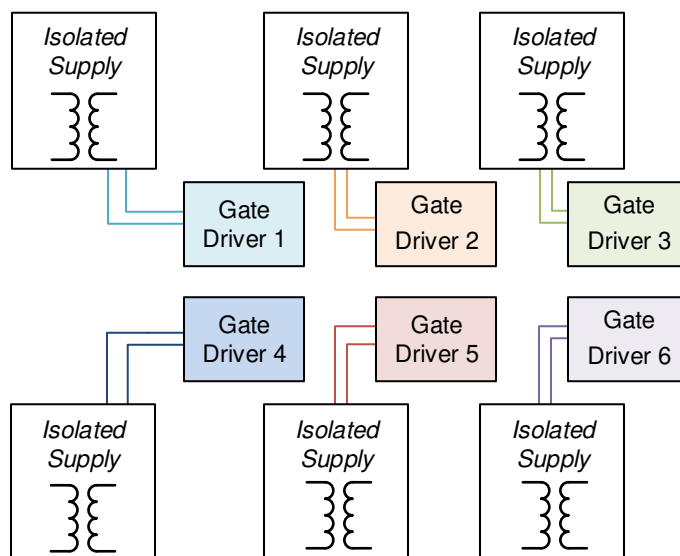 Isolated
Supply
Isolated
Supply
Isolated
Supply
Gate
Driver 1
Gate
Driver 2
Gate
Driver 3
Gate
Driver 4
Gate
Driver 5
Gate
Driver 6
Isolated
Supply
Isolated
Supply
Isolated
Supply